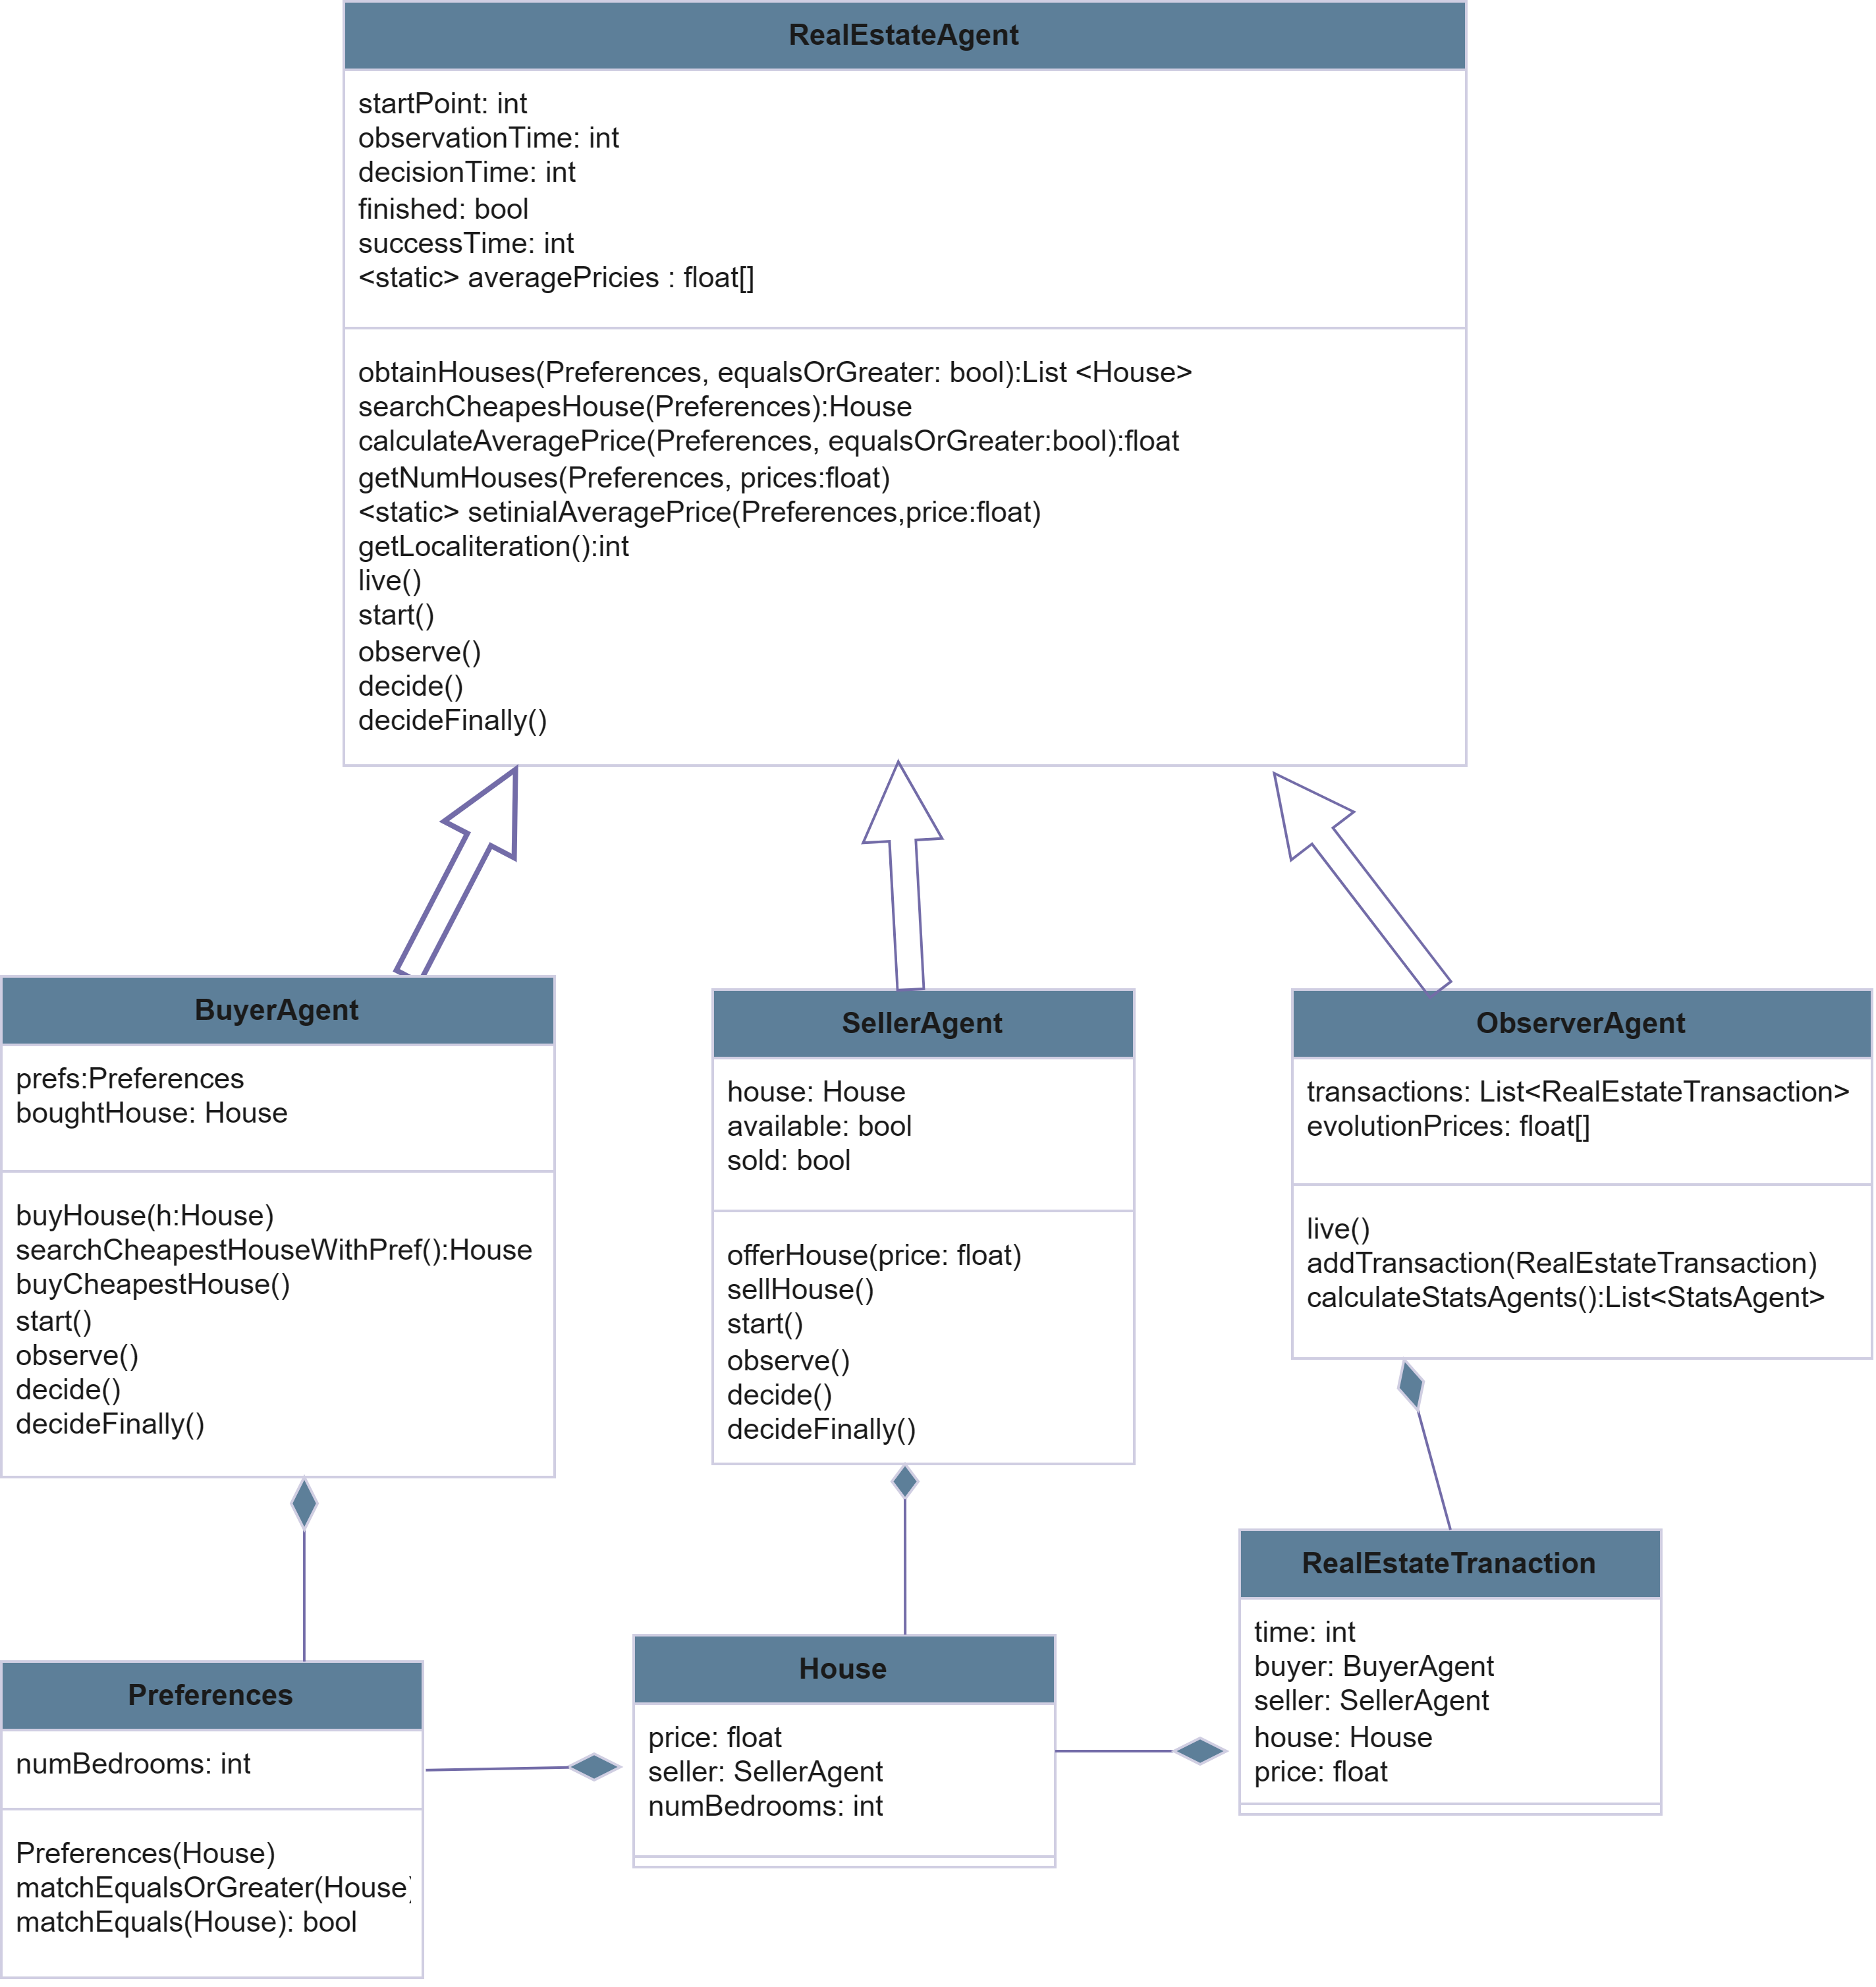 RealEstateAgent
startPoint: int
observationTime: int
decisionTime: int
finished: bool
successTime: int
<static> averagePricies : float[]
obtainHouses(Preferences, equalsOrGreater: bool):List <House>
searchCheapesHouse(Preferences):House
calculateAveragePrice(Preferences, equalsOrGreater:bool):float
getNumHouses(Preferences, prices:float)
<static> setinialAveragePrice(Preferences,price:float)
getLocaliteration():int
live()
start()
observe()
decide()
decideFinally()
BuyerAgent
prefs:Preferences
boughtHouse: House
buyHouse(h:House)
searchCheapestHouseWithPref():House
buyCheapestHouse()
start()
observe()
decide()
decideFinally()
SellerAgent
house: House
available: bool
sold: bool
offerHouse(price: float)
sellHouse()
start()
observe()
decide()
decideFinally()
ObserverAgent
transactions: List<RealEstateTransaction>
evolutionPrices: float[]
live()
addTransaction(RealEstateTransaction)
calculateStatsAgents():List<StatsAgent>
Preferences
numBedrooms: int
Preferences(House)
matchEqualsOrGreater(House)
matchEquals(House): bool
House
price: float
seller: SellerAgent
numBedrooms: int
RealEstateTranaction
time: int
buyer: BuyerAgent
seller: SellerAgent
house: House
price: float